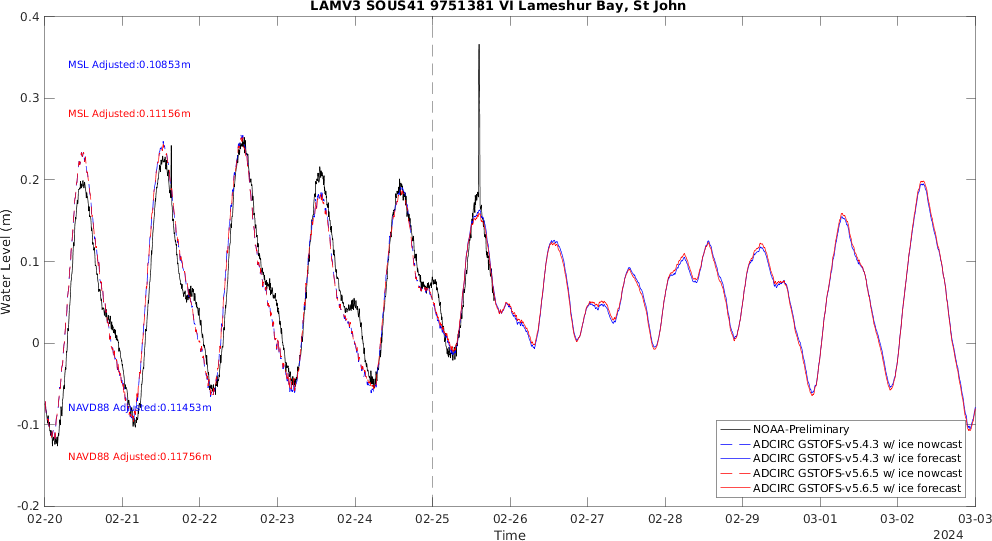 LAMV3 SOUS41 9751381 VI Lameshur Bay, St John
0.4
0.3
0.2
0.1
0
-0.1
-0.2
Water Level (m)
MSL Adjusted:0.10853m
MSL Adjusted:0.11156m
NAVD88 Adjusted:0.11453m
NAVD88 Adjusted:0.11756m
NOAA-Preliminary
ADCIRC GSTOFS-v5.4.3 w/ ice nowcast
ADCIRC GSTOFS-v5.4.3 w/ ice forecast
ADCIRC GSTOFS-v5.6.5 w/ ice nowcast
ADCIRC GSTOFS-v5.6.5 w/ ice forecast
02-20 02-21 02-22 02-23 02-24 02-25 02-26 02-27 02-28 02-29 03-01 03-02 03-03
Time
2024